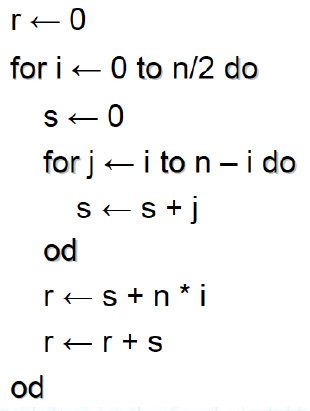 r ← 0
for i ← 0 to n/2 do
s ← 0
for j ← i to n – i do
s ← s + j
od
r ← s + n * i
r ← r + s
od